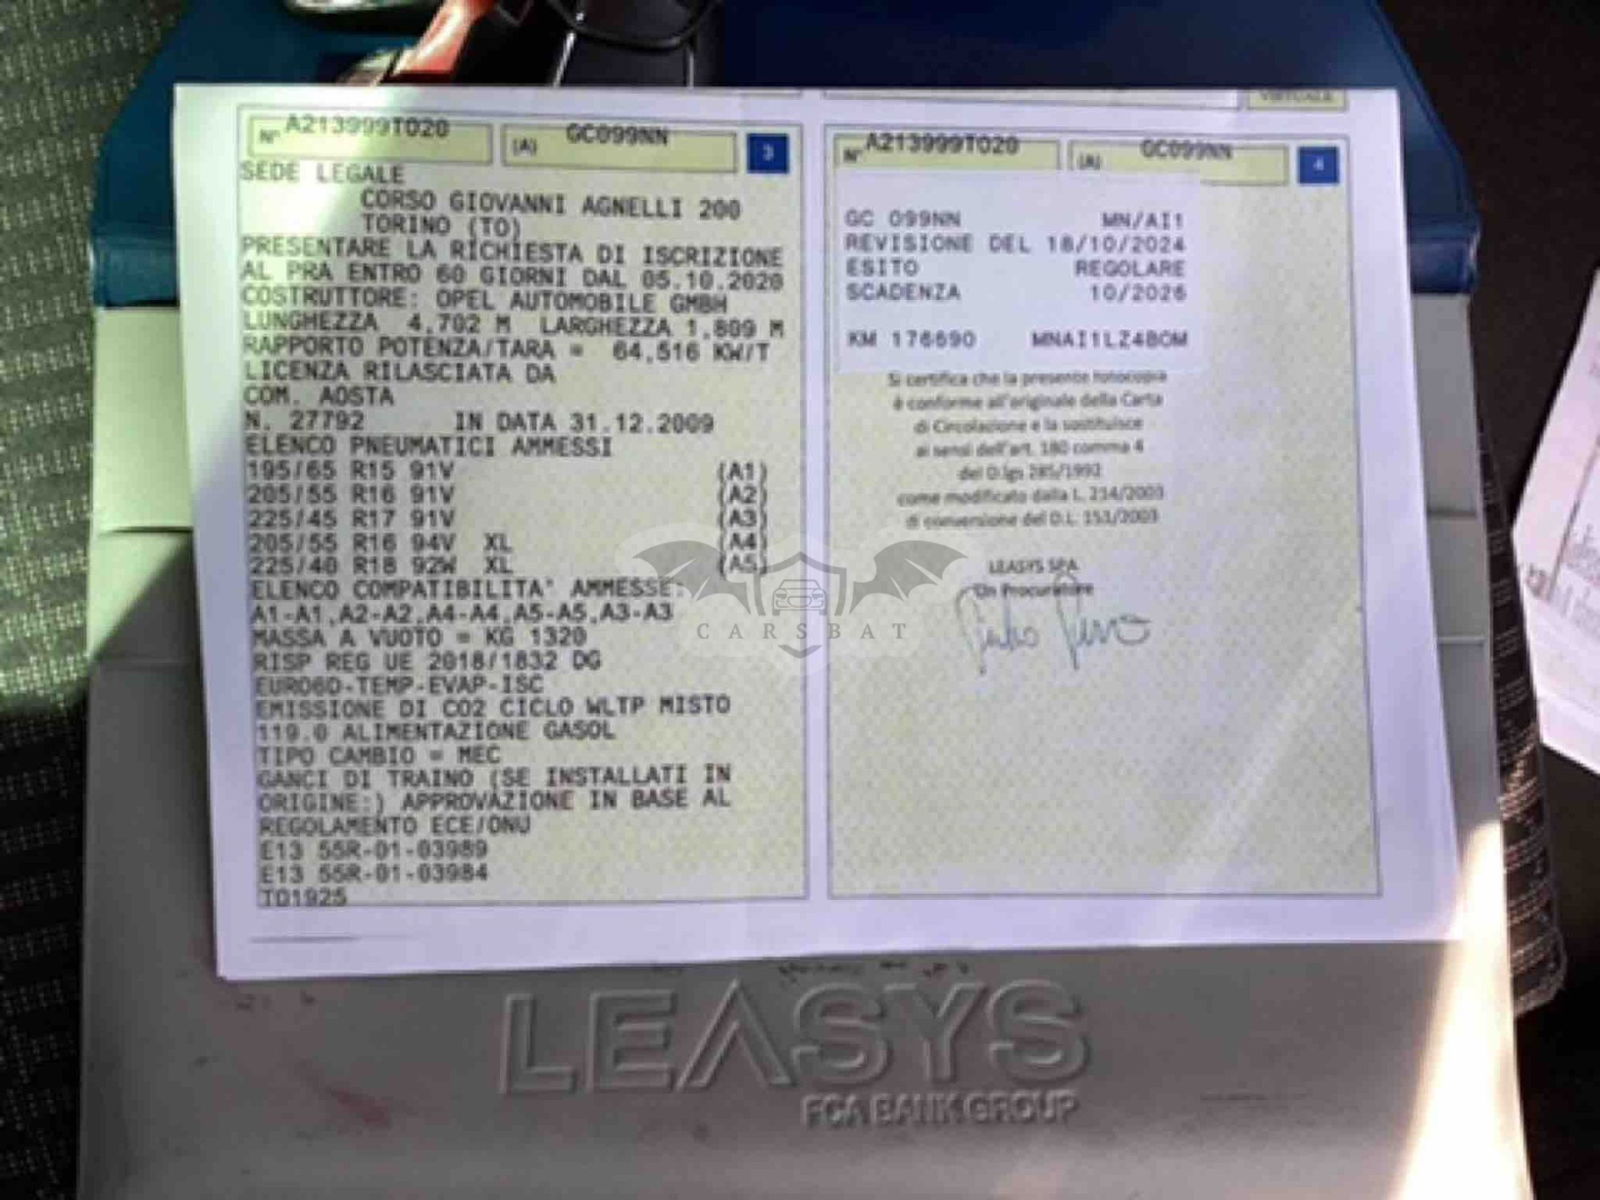 VIRTUALE
N° A213999T020
(A) GC099NN
3
SEDE LEGALE
CORSO GIOVANNI AGNELLI 200
TORINO (TO)
PRESENTARE LA RICHIESTA DI ISCRIZIONE
AL PRA ENTRO 60 GIORNI DAL 05.10.2020
COSTRUTTORE: OPEL AUTOMOBILE GMBH
LUNGHEZZA 4,702 M LARGHEZZA 1,809 M
RAPPORTO POTENZA/TARA = 64,516 KW/T
LICENZA RILASCIATA DA
COM. AOSTA
N. 27792 IN DATA 31.12.2009
ELENCO PNEUMATICI AMMESSI
195/65 R15 91V (A1)
205/55 R16 91V (A2)
225/45 R17 91V (A3)
205/55 R16 94V XL (A4)
225/40 R18 92W XL (A5)
ELENCO COMPATIBILITA' AMMESSE:
A1-A1,A2-A2,A4-A4,A5-A5,A3-A3
MASSA A VUOTO = KG 1320
RISP REG UE 2018/1832 DG
EURO6D-TEMP-EVAP-ISC
EMISSIONE DI CO2 CICLO WLTP MISTO
119.0 ALIMENTAZIONE GASOL
TIPO CAMBIO = MEC
GANCI DI TRAINO (SE INSTALLATI IN
ORIGINE:) APPROVAZIONE IN BASE AL
REGOLAMENTO ECE/ONU
E13 55R-01-03989
E13 55R-01-03984
TO1925
N° A213999T020
(A) GC099NN
4
GC 099NN MN/AI1
REVISIONE DEL 18/10/2024
ESITO REGOLARE
SCADENZA 10/2026
KM 176690 MNAI1LZ4BOM
Si certifica che la presente fotocopia
è conforme all'originale della Carta
di Circolazione e la sostituisce
ai sensi dell'art. 180 comma 4
del D.lgs 285/1992
come modificato dalla L. 214/2003
di conversione del D.L. 151/2003
LEASYS SPA
Un Procuratore
CARSBAT
LEASYS
FCA BANK GROUP